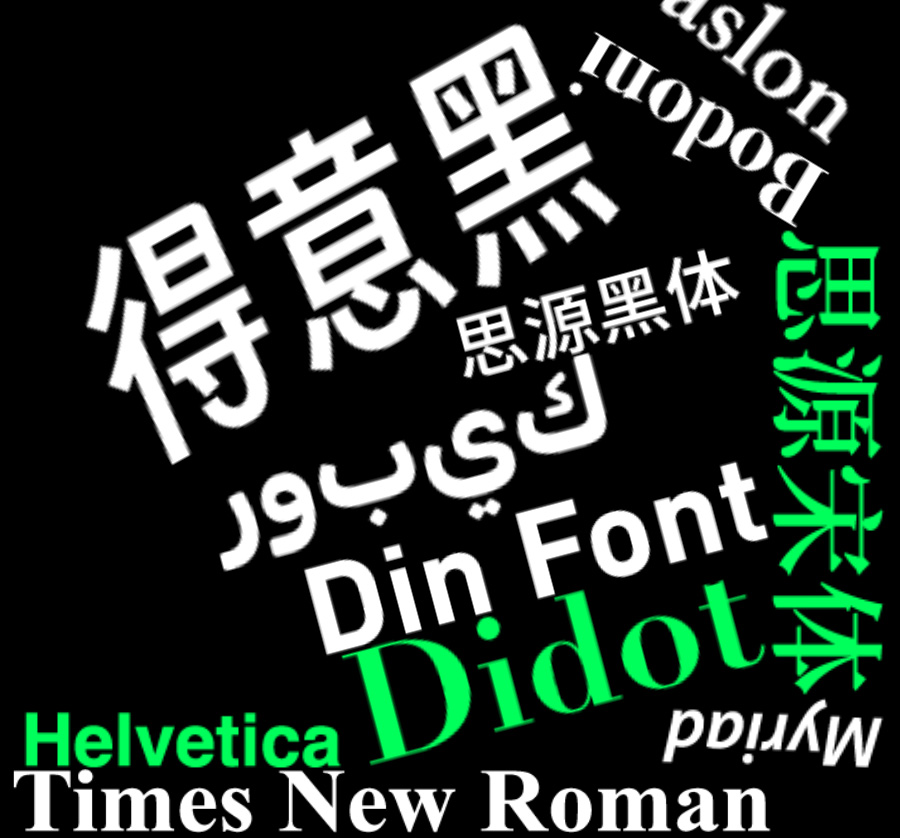 aslon
Bodoni
得意黑
思源黑体
思源宋体
كيبور
Din Font
Didot
Myriad
Helvetica
Times New Roman